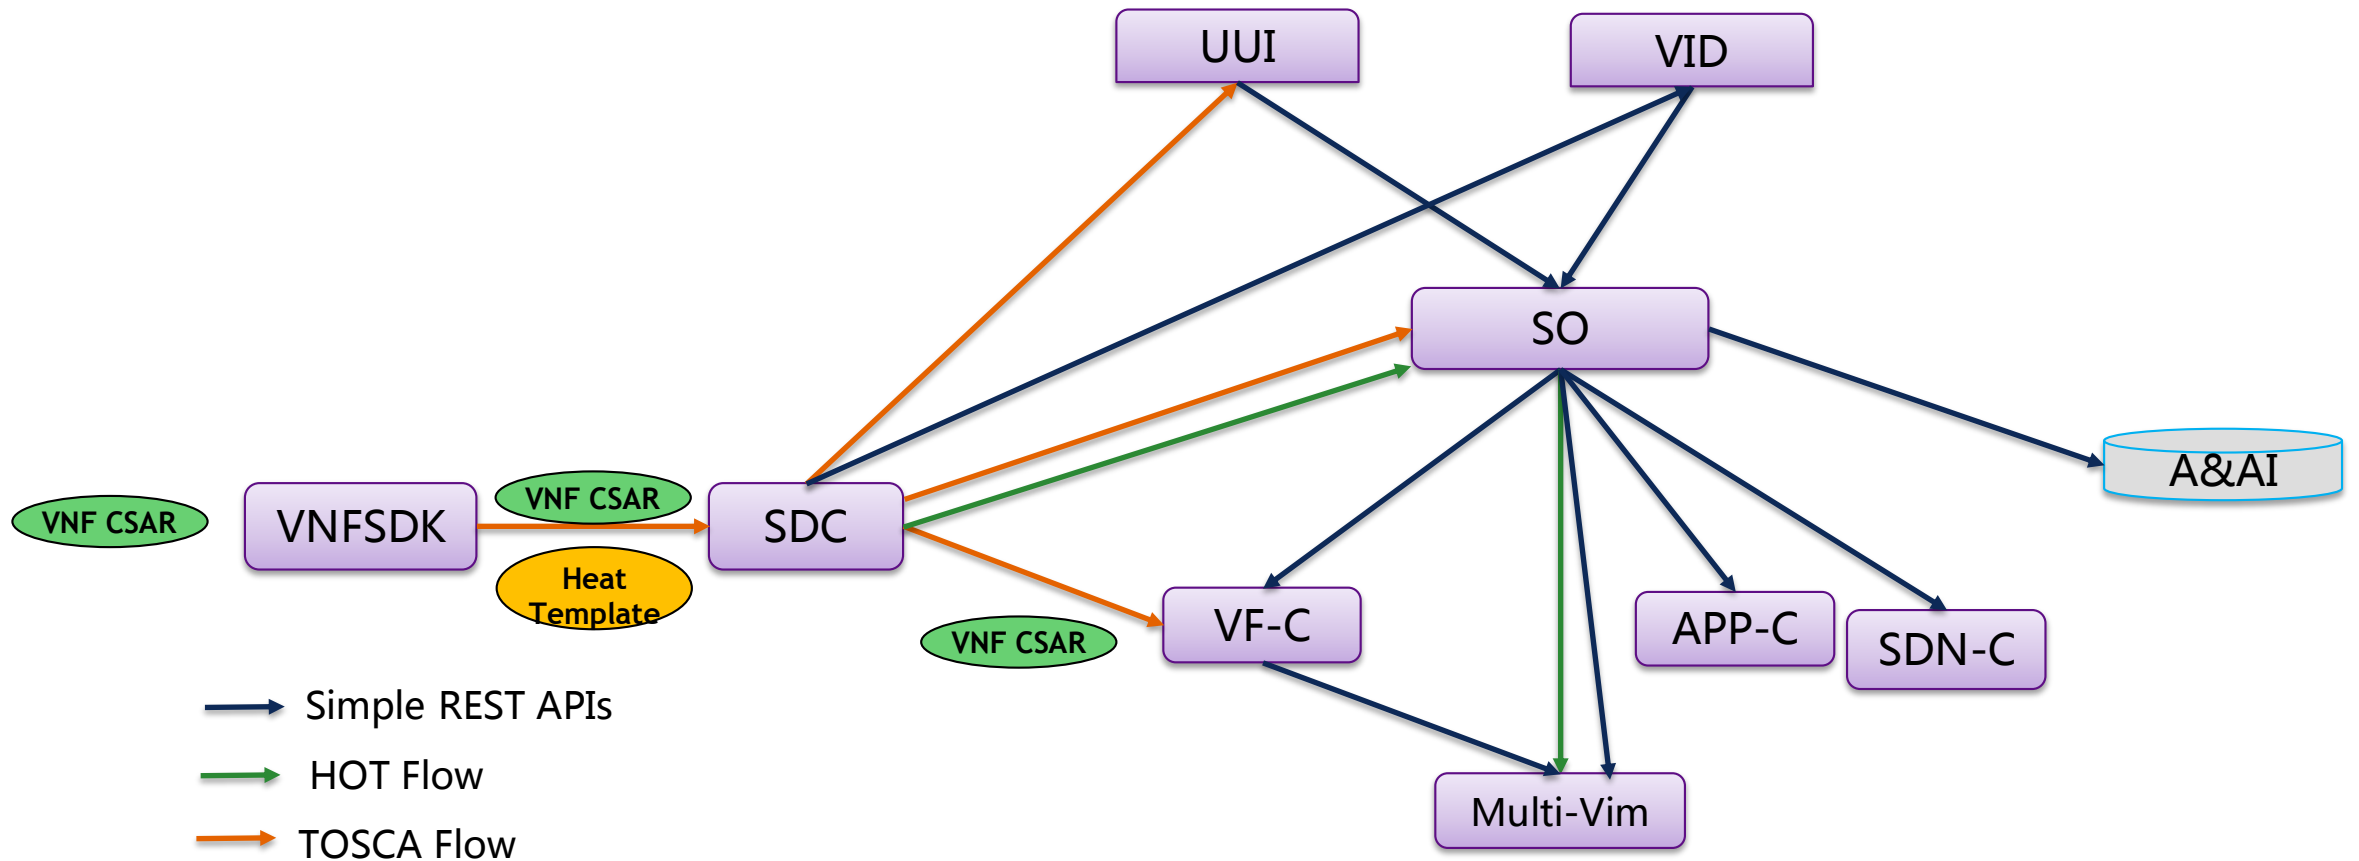 UUI
VID
SO
A&AI
VNF CSAR
VNFSDK
VNF CSAR
Heat
Template
SDC
VNF CSAR
VF-C
APP-C
SDN-C
Multi-Vim
Simple REST APIs
HOT Flow
TOSCA Flow